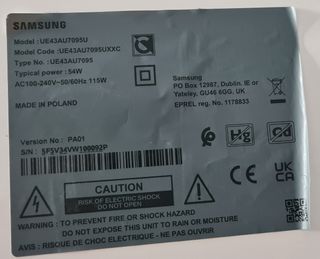 SAMSUNG
Model : UE43AU7095U
Model Code : UE43AU7095UXXC
Type No. : UE43AU7095
Typical power : 54W
AC100-240V~50/60Hz 115W
MADE IN POLAND
Samsung
PO Box 12987, Dublin. IE or
Yateley, GU46 6GG. UK
EPREL reg No.: 1178833
Version No : PA01
S/N : 5F5V34VW100092P
Hg Cd
CAUTION
RISK OF ELECTRIC SHOCK
DO NOT OPEN
CE UK CA
WARNING : TO PREVENT FIRE OR SHOCK HAZARD
DO NOT EXPOSE THIS UNIT TO RAIN OR MOISTURE
AVIS : RISQUE DE CHOC ELECTRIQUE - NE PAS OUVRIR